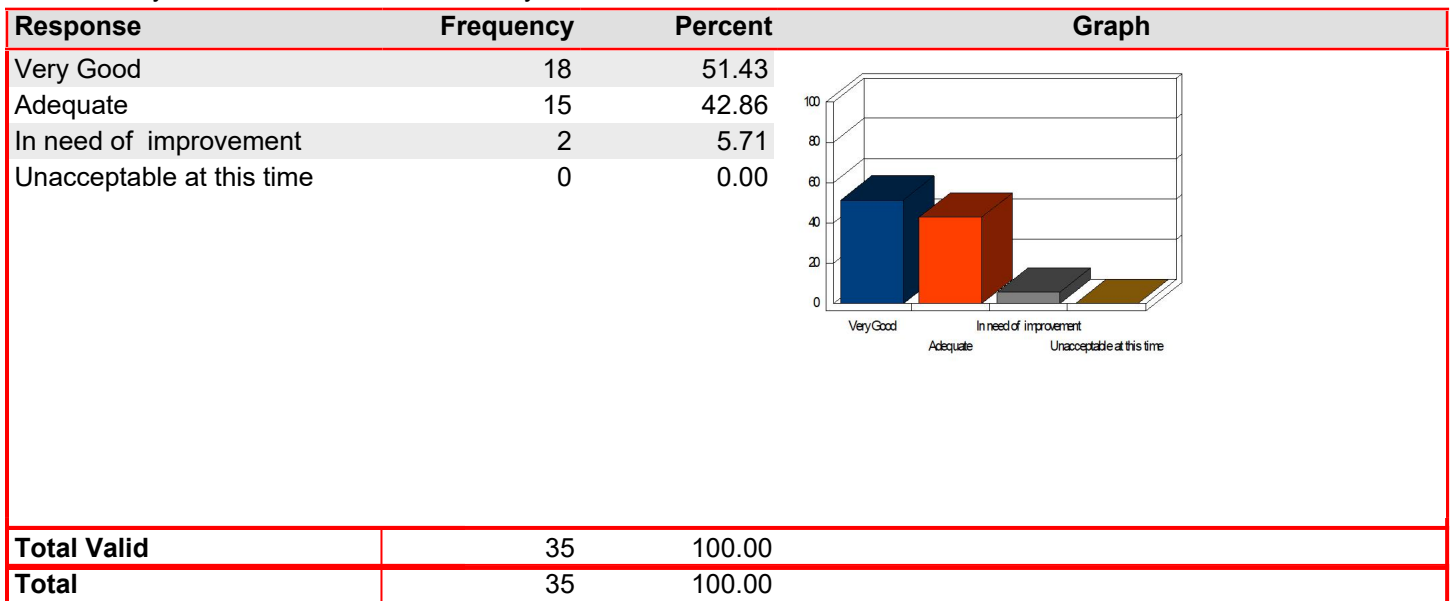 Response Frequency Percent Graph
Very Good 18 51.43
Adequate 15 42.86
In need of  improvement 2 5.71
Unacceptable at this time 0 0.00
100
80
60
40
20
0
Very Good In need of improvement
Adequate Unacceptable at this time
Total Valid 35 100.00
Total 35 100.00